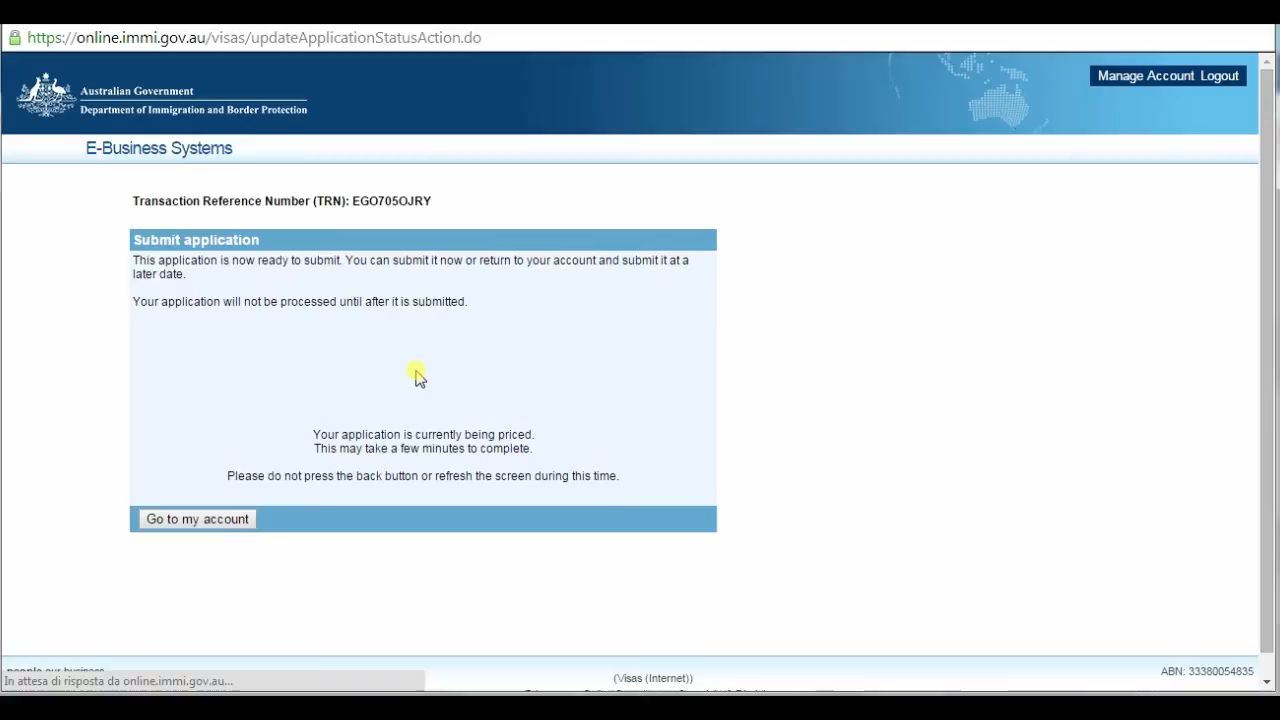 https://online.immi.gov.au/visas/updateApplicationStatusAction.do
Manage Account Logout
Australian Government
Department of Immigration and Border Protection
E-Business Systems
Transaction Reference Number (TRN): EGO705OJRY
Submit application
This application is now ready to submit. You can submit it now or return to your account and submit it at a
later date.
Your application will not be processed until after it is submitted.
Your application is currently being priced.
This may take a few minutes to complete.
Please do not press the back button or refresh the screen during this time.
Go to my account
people our business
ABN: 33380054835
(Visas (Internet))
In attesa di risposta da online.immi.gov.au...